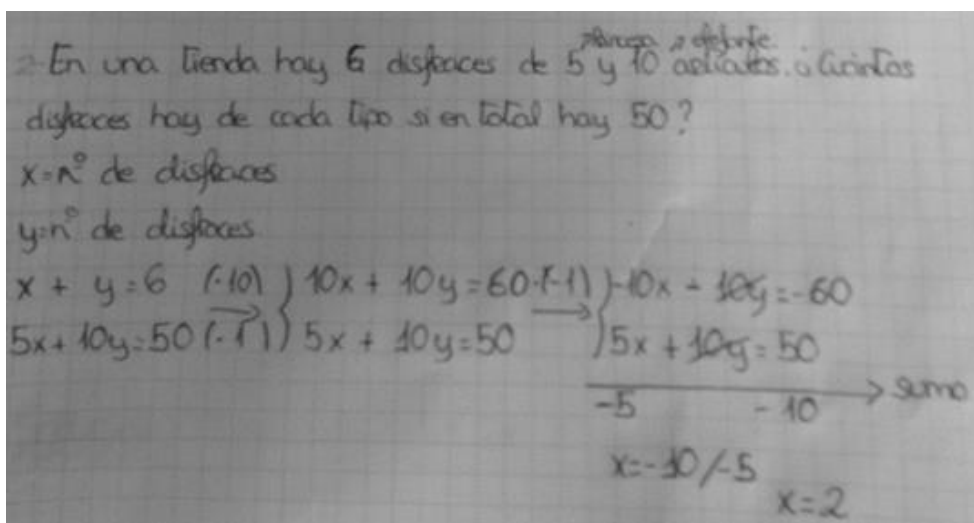 2-En una tienda hay 6 disfraces de 5 y 10 artículos. ¿Cuántos
disfraces hay de cada tipo si en total hay 50?
x=nº de disfraces
y=nº de disfraces
x + y=6 (·10) } 10x + 10y=60·(-1) } -10x - 10y=-60
5x+10y=50 (·1) } 5x + 10y=50 → } 5x + 10y=50
-5 -10 → sumo
x=-10/-5
x=2